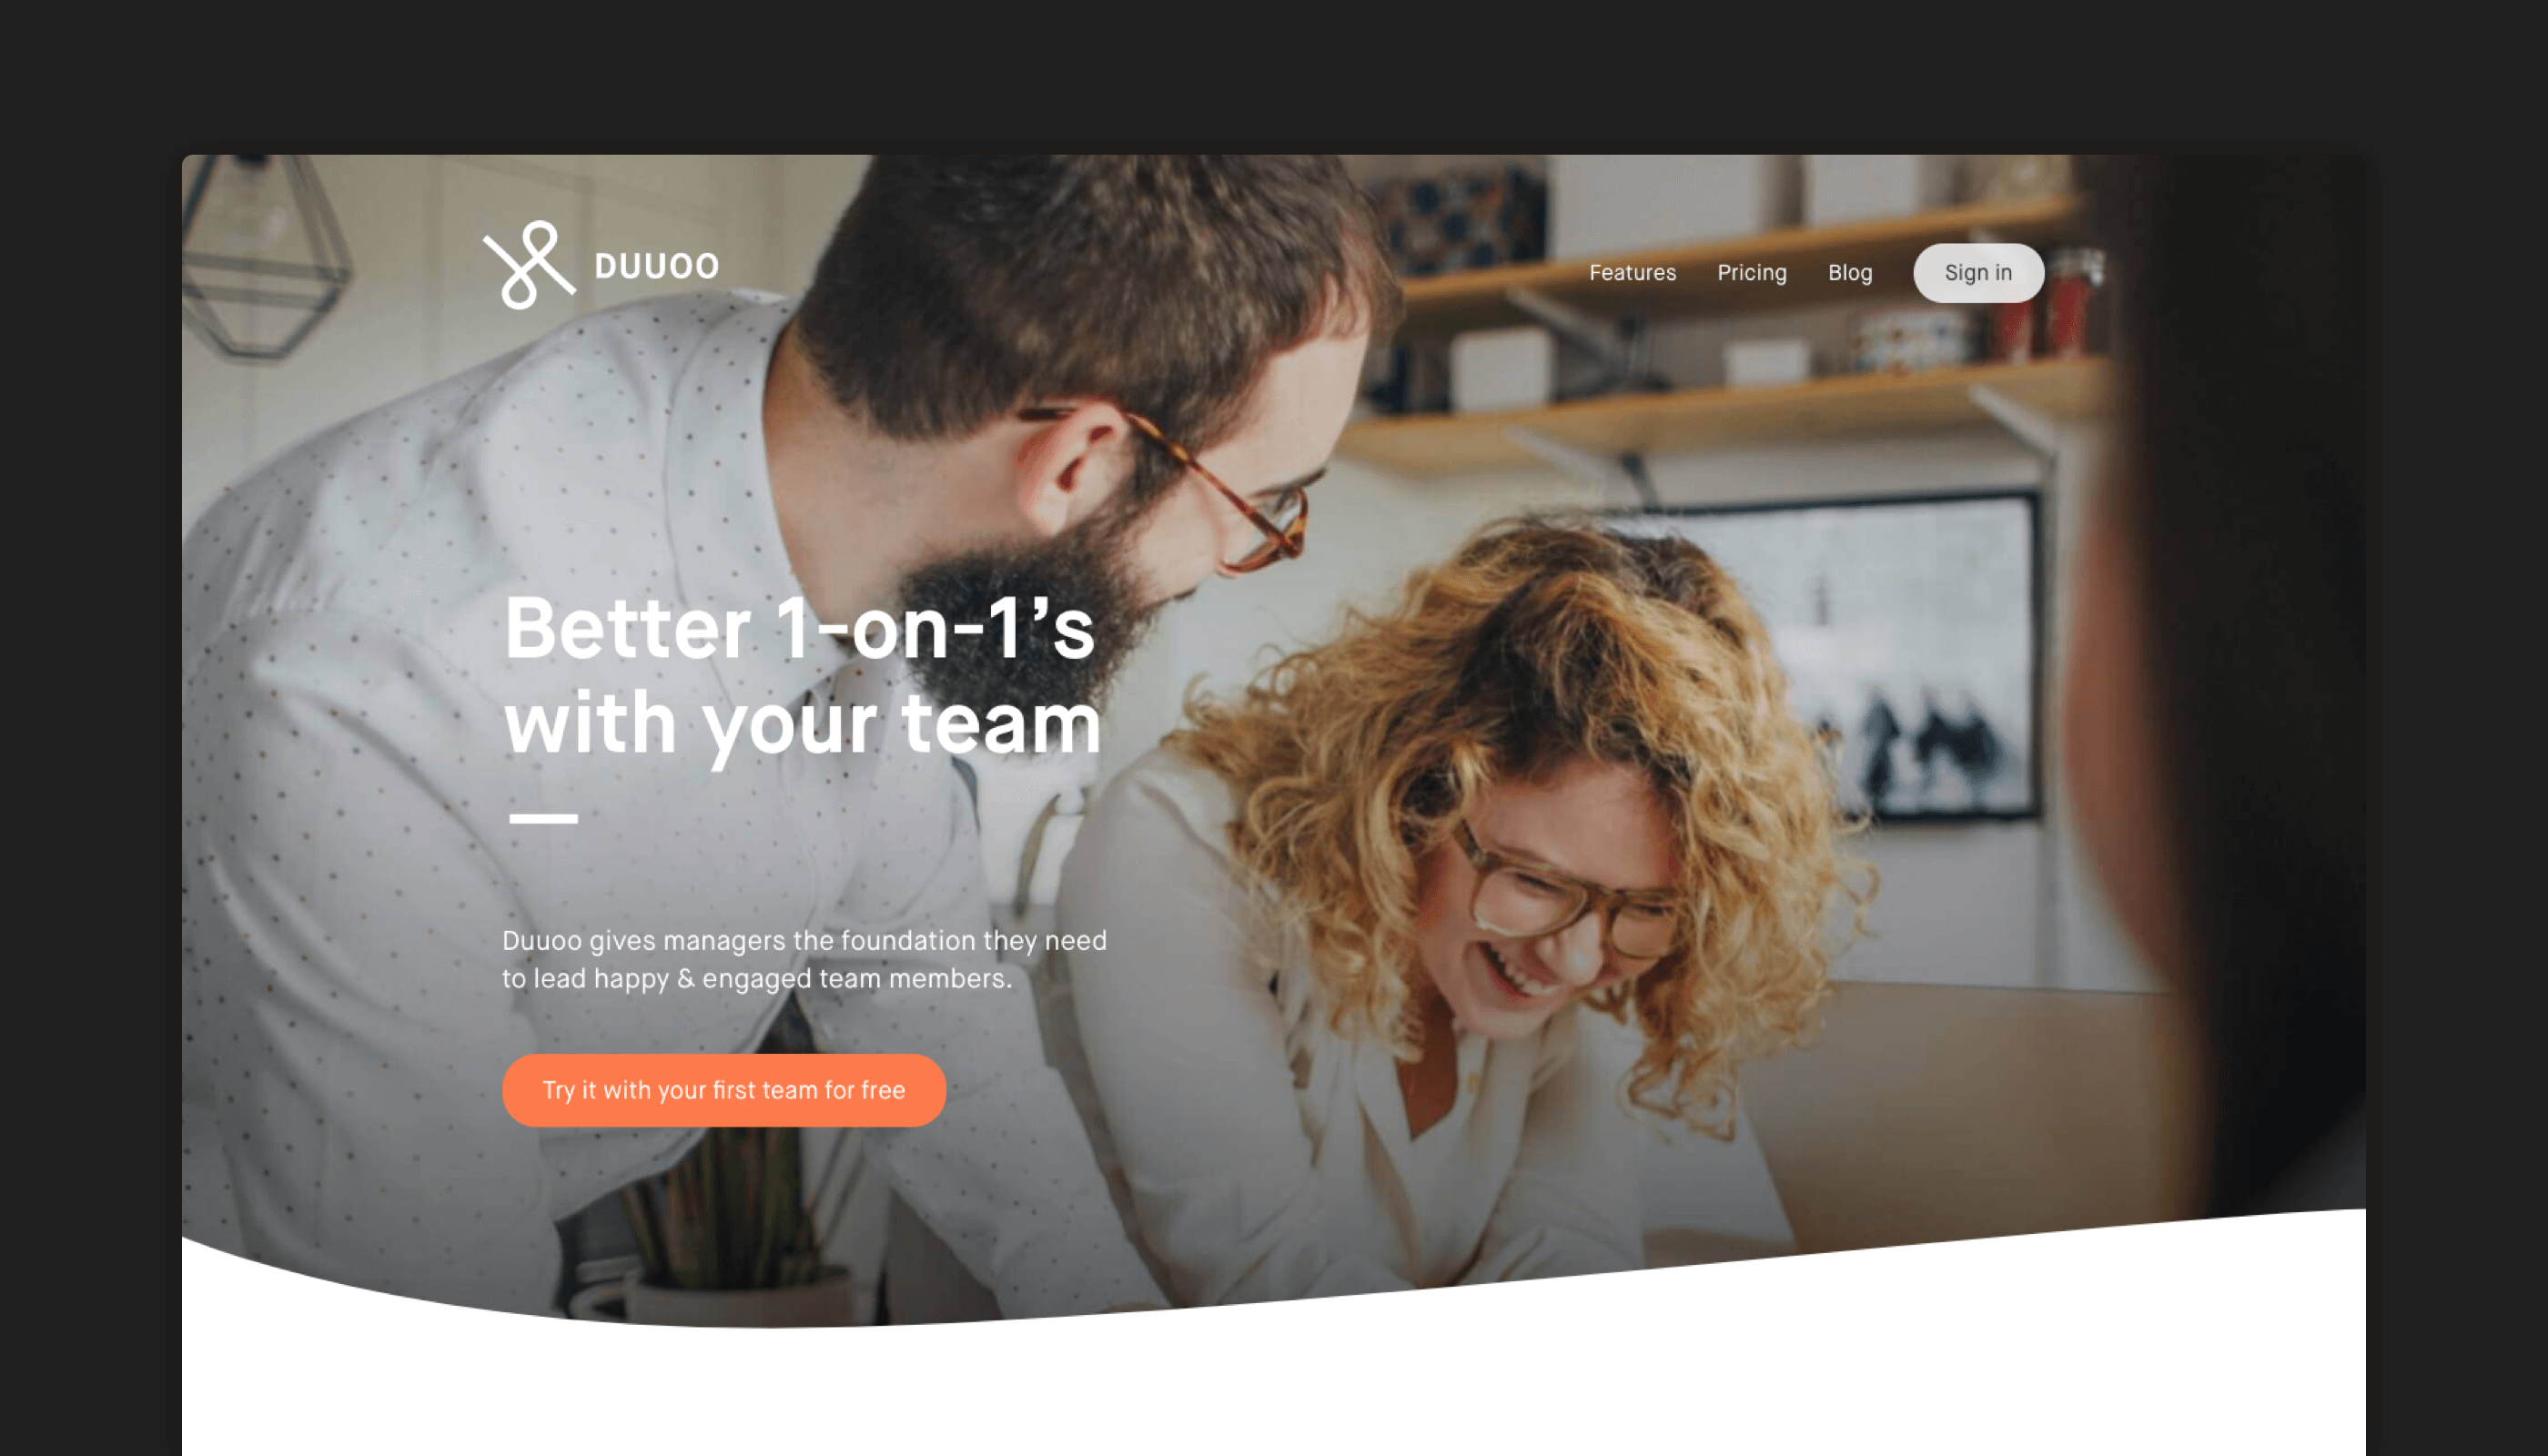 DUUOO
Features
Pricing
Blog
Sign in
Better 1-on-1’s
with your team
Duuoo gives managers the foundation they need
to lead happy & engaged team members.
Try it with your first team for free